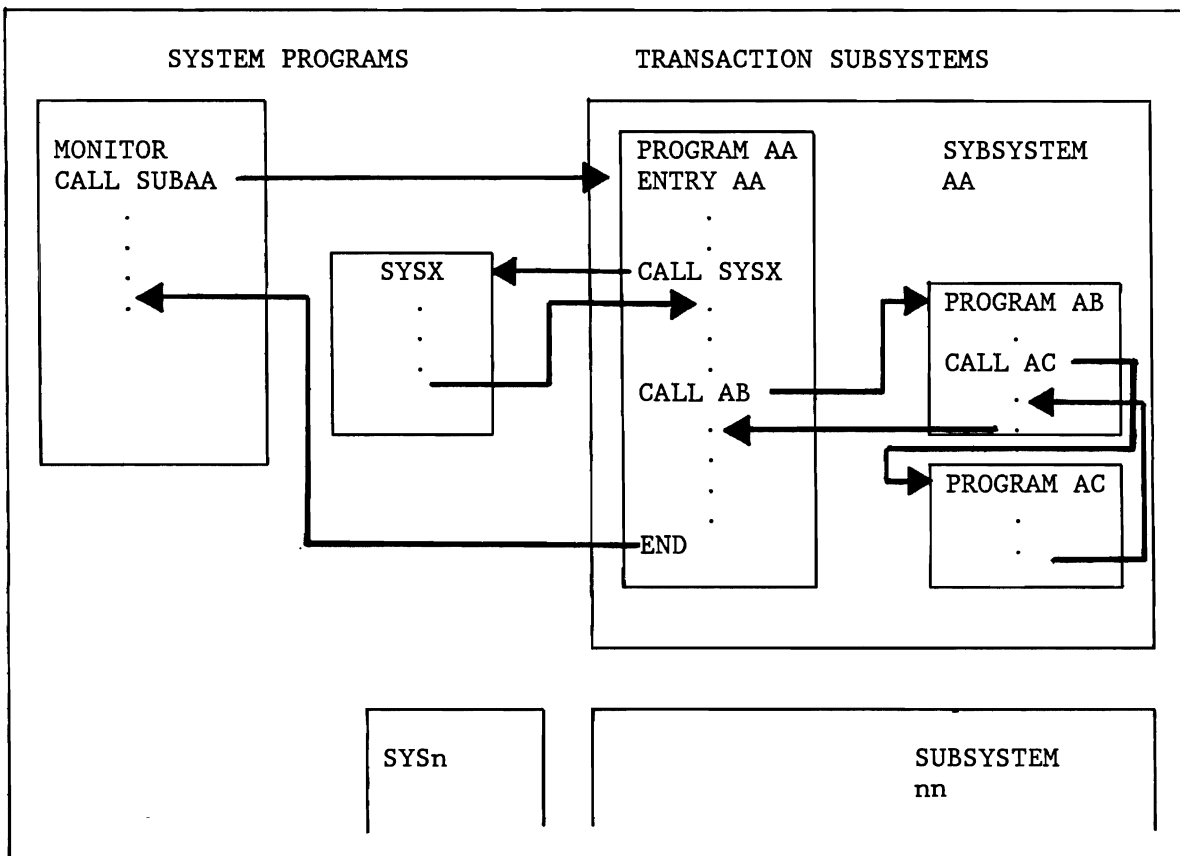 SYSTEM PROGRAMS
TRANSACTION SUBSYSTEMS
MONITOR
CALL SUBAA
SYSX
PROGRAM AA
ENTRY AA
CALL SYSX
CALL AB
END
SYBSYSTEM
AA
PROGRAM AB
CALL AC
PROGRAM AC
SYSn
SUBSYSTEM
nn